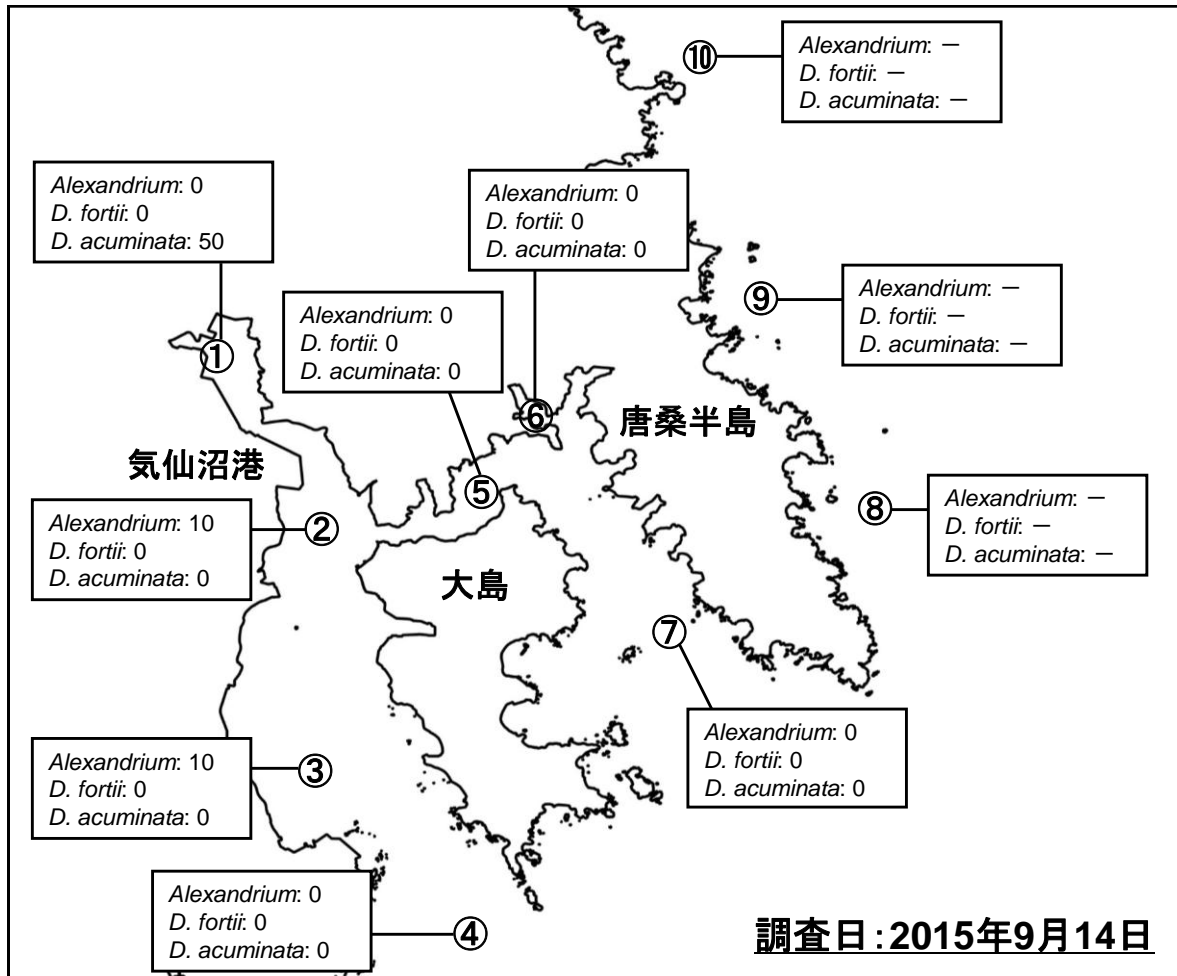 ⑩
Alexandrium: －
D. fortii: －
D. acuminata: －
Alexandrium: 0
D. fortii: 0
D. acuminata: 50
①
Alexandrium: 0
D. fortii: 0
D. acuminata: 0
⑥
Alexandrium: 0
D. fortii: 0
D. acuminata: 0
⑤
⑨
Alexandrium: －
D. fortii: －
D. acuminata: －
唐桑半島
気仙沼港
Alexandrium: 10
D. fortii: 0
D. acuminata: 0
②
⑧
Alexandrium: －
D. fortii: －
D. acuminata: －
大島
⑦
Alexandrium: 0
D. fortii: 0
D. acuminata: 0
Alexandrium: 10
D. fortii: 0
D. acuminata: 0
③
Alexandrium: 0
D. fortii: 0
D. acuminata: 0
④
調査日：2015年9月14日